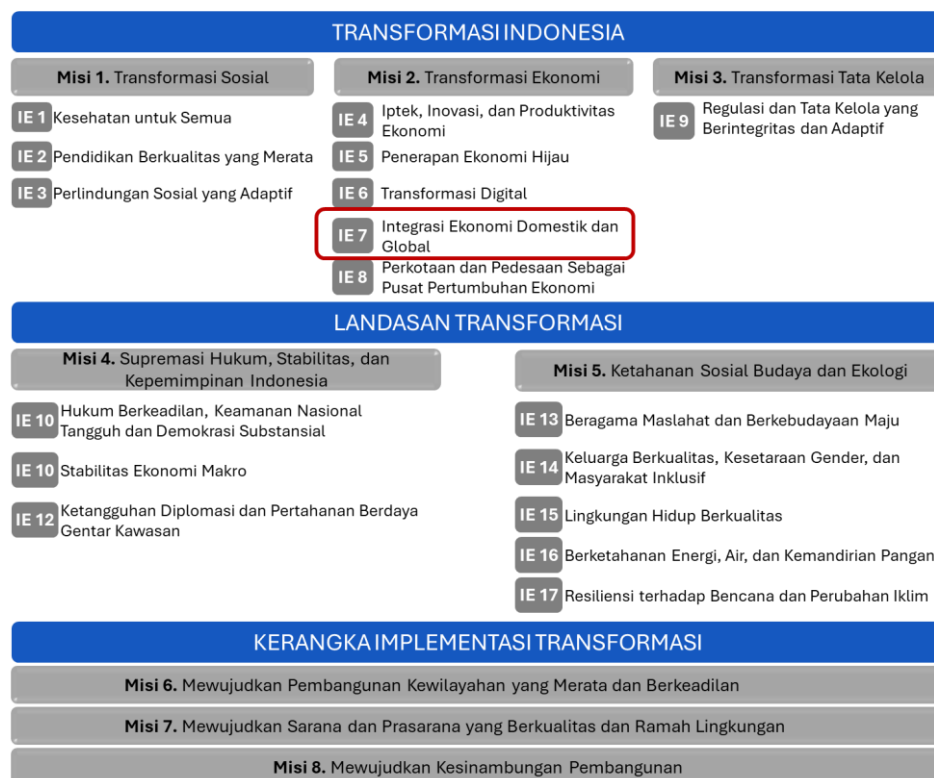 TRANSFORMASI INDONESIA
Misi 1. Transformasi Sosial
IE 1 Kesehatan untuk Semua
IE 2 Pendidikan Berkualitas yang Merata
IE 3 Perlindungan Sosial yang Adaptif
Misi 2. Transformasi Ekonomi
IE 4 Iptek, Inovasi, dan Produktivitas
Ekonomi
IE 5 Penerapan Ekonomi Hijau
IE 6 Transformasi Digital
IE 7 Integrasi Ekonomi Domestik dan
Global
IE 8 Perkotaan dan Pedesaan Sebagai
Pusat Pertumbuhan Ekonomi
Misi 3. Transformasi Tata Kelola
IE 9 Regulasi dan Tata Kelola yang
Berintegritas dan Adaptif
LANDASAN TRANSFORMASI
Misi 4. Supremasi Hukum, Stabilitas, dan
Kepemimpinan Indonesia
IE 10 Hukum Berkeadilan, Keamanan Nasional
Tangguh dan Demokrasi Substansial
IE 10 Stabilitas Ekonomi Makro
IE 12 Ketangguhan Diplomasi dan Pertahanan Berdaya
Gentar Kawasan
Misi 5. Ketahanan Sosial Budaya dan Ekologi
IE 13 Beragama Maslahat dan Berkebudayaan Maju
IE 14 Keluarga Berkualitas, Kesetaraan Gender, dan
Masyarakat Inklusif
IE 15 Lingkungan Hidup Berkualitas
IE 16 Berketahanan Energi, Air, dan Kemandirian Pangan
IE 17 Resiliensi terhadap Bencana dan Perubahan Iklim
KERANGKA IMPLEMENTASI TRANSFORMASI
Misi 6. Mewujudkan Pembangunan Kewilayahan yang Merata dan Berkeadilan
Misi 7. Mewujudkan Sarana dan Prasarana yang Berkualitas dan Ramah Lingkungan
Misi 8. Mewujudkan Kesinambungan Pembangunan